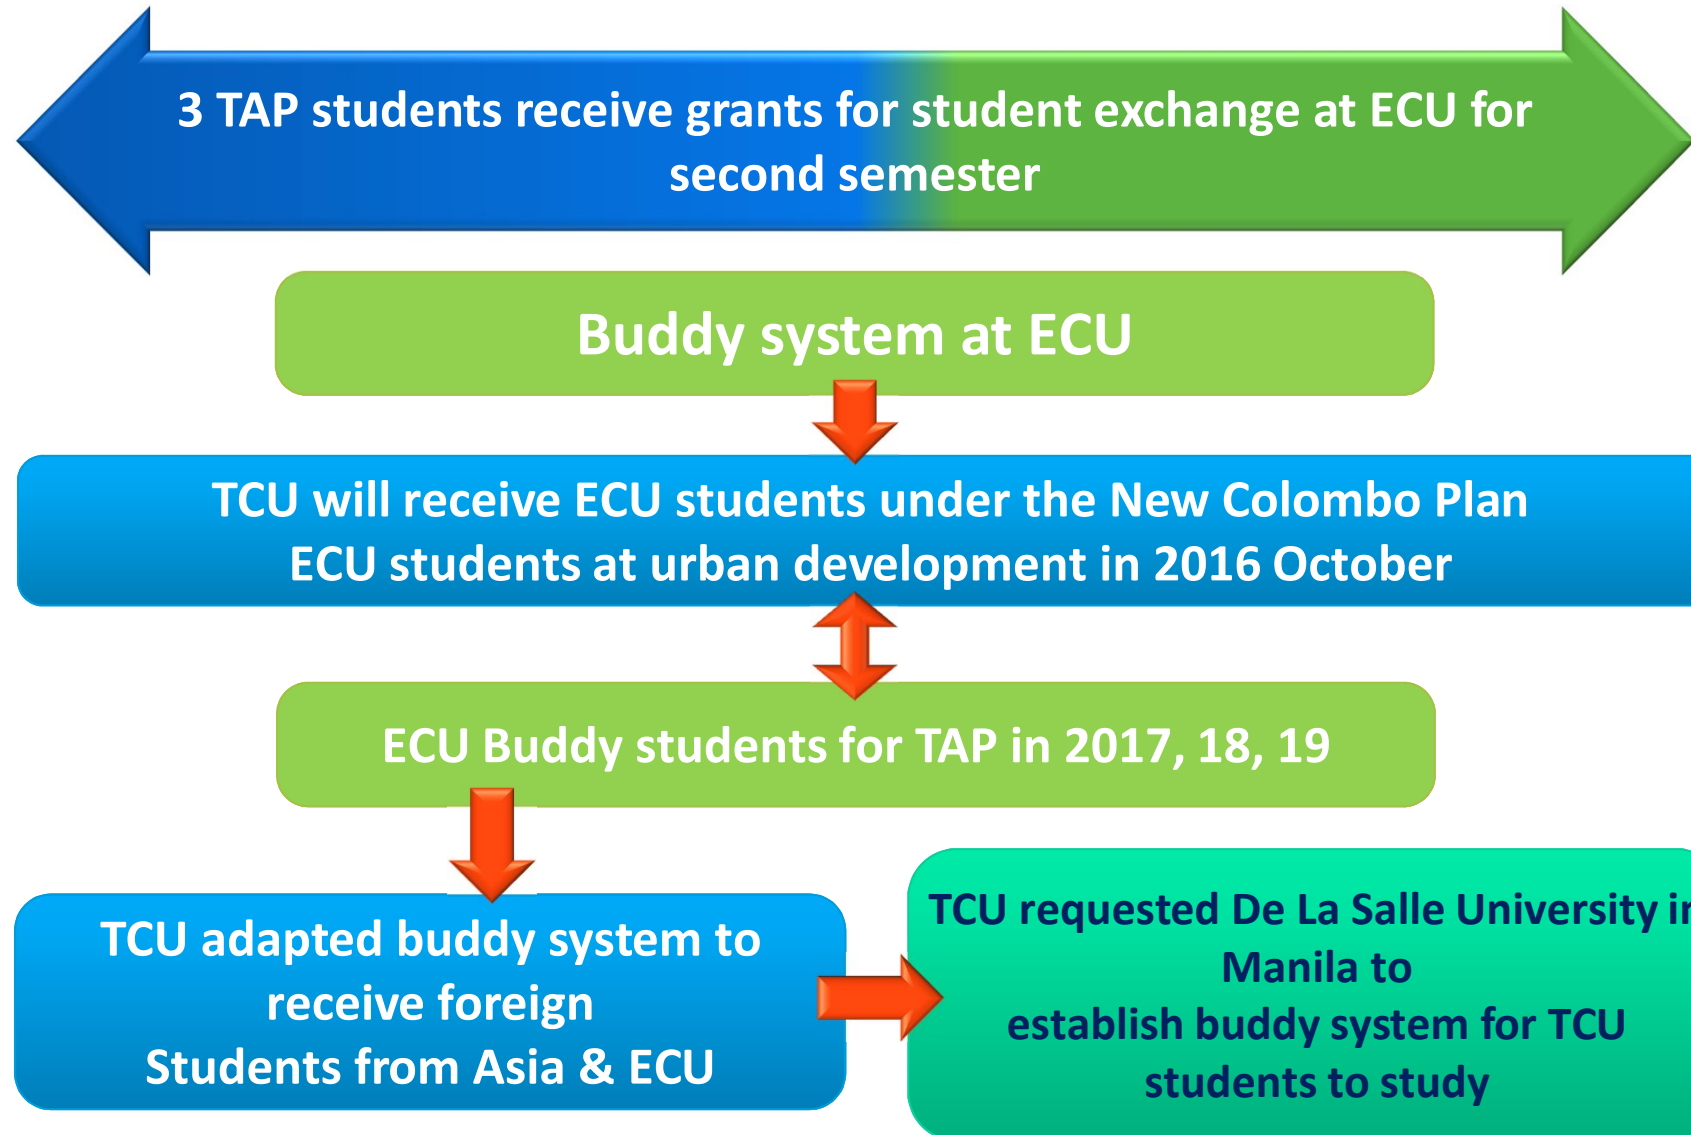 3 TAP students receive grants for student exchange at ECU for
second semester
Buddy system at ECU
TCU will receive ECU students under the New Colombo Plan
ECU students at urban development in 2016 October
ECU Buddy students for TAP in 2017, 18, 19
TCU adapted buddy system to
receive foreign
Students from Asia & ECU
TCU requested De La Salle University in
Manila to
establish buddy system for TCU
students to study